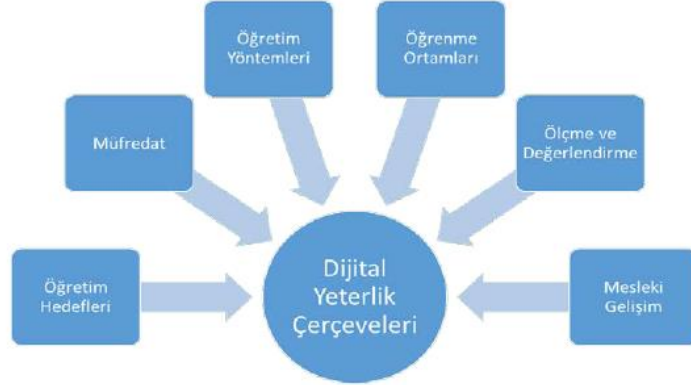 Öğretim
Yöntemleri
Öğrenme
Ortamları
Müfredat
Ölçme ve
Değerlendirme
Öğretim
Hedefleri
Dijital
Yeterlik
Çerçeveleri
Mesleki
Gelişim